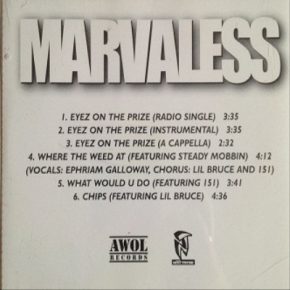 MARVALESS
1. EYEZ ON THE PRIZE (RADIO SINGLE) 3:35
2. EYEZ ON THE PRIZE (INSTRUMENTAL) 3:35
3. EYEZ ON THE PRIZE (A CAPPELLA) 2:32
4. WHERE THE WEED AT (FEATURING STEADY MOBBIN) 4:12
(VOCALS: EPHRIAM GALLOWAY, CHORUS: LIL BRUCE AND 151)
5. WHAT WOULD U DO (FEATURING 151) 3:41
6. CHIPS (FEATURING LIL BRUCE) 4:36
AWOL
RECORDS